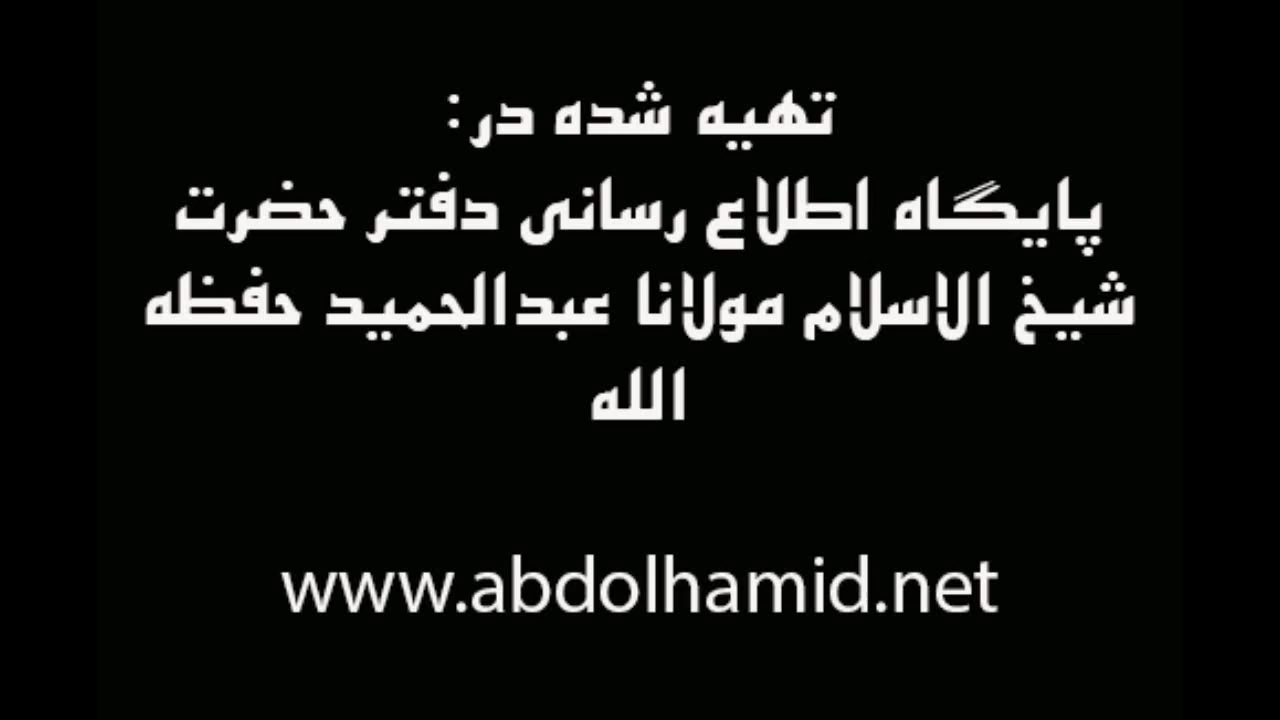 تهیه شده در:
پایگاه اطلاع رسانی دفتر حضرت
شیخ الاسلام مولانا عبدالحمید حفظه
الله
www.abdolhamid.net